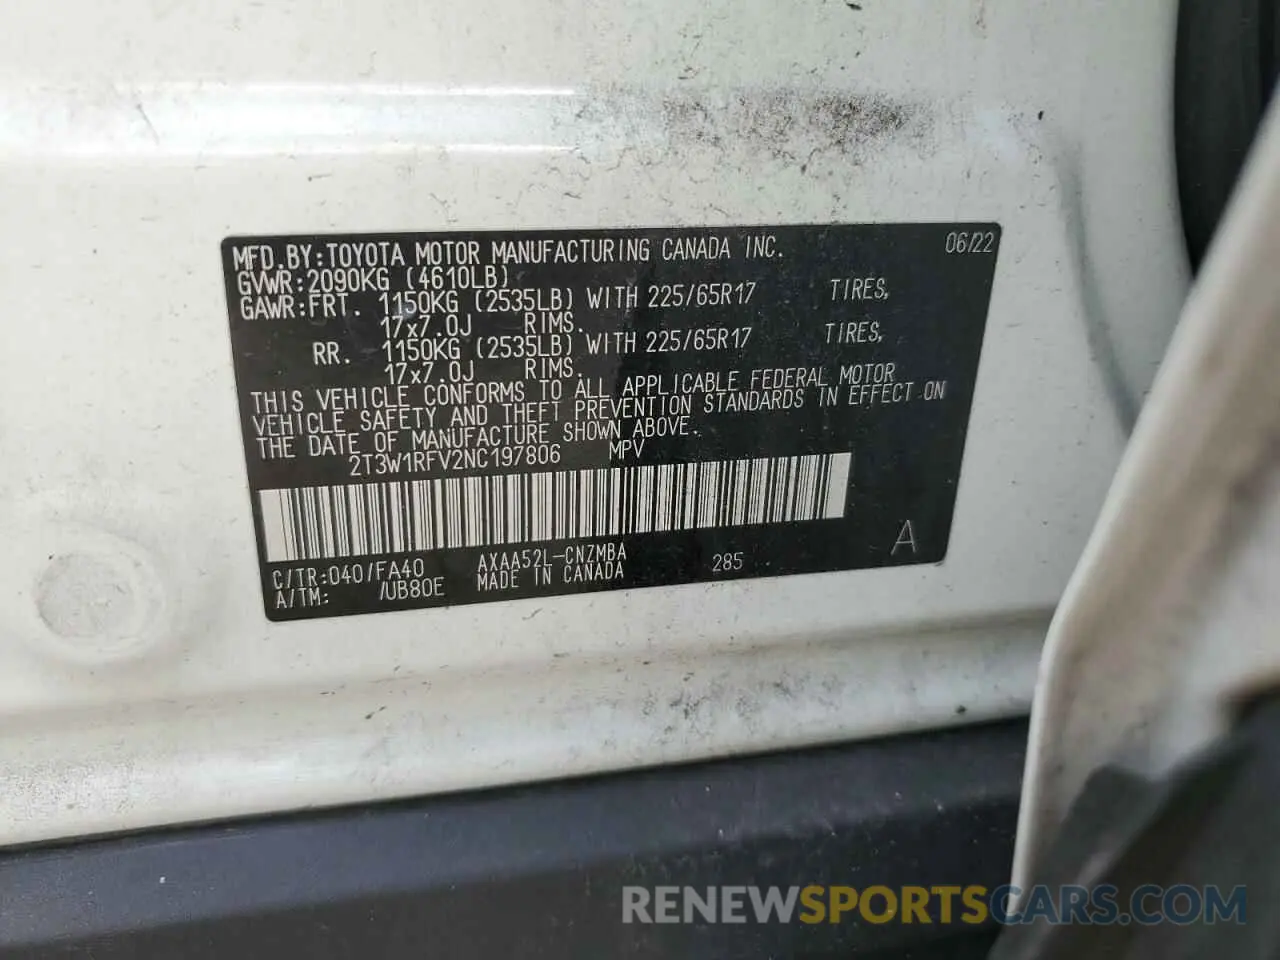 MFD.BY:TOYOTA MOTOR MANUFACTURING CANADA INC. 06/22
GVWR:2090KG (4610LB)
GAWR:FRT. 1150KG (2535LB) WITH 225/65R17 TIRES,
17x7.0J RIMS.
RR. 1150KG (2535LB) WITH 225/65R17 TIRES,
17x7.0J RIMS.
THIS VEHICLE CONFORMS TO ALL APPLICABLE FEDERAL MOTOR
VEHICLE SAFETY AND THEFT PREVENTION STANDARDS IN EFFECT ON
THE DATE OF MANUFACTURE SHOWN ABOVE.
2T3W1RFV2NC197806 MPV
C/TR:040/FA40 AXAA52L-CNZMBA 285 A
A/TM: /UB80E MADE IN CANADA
RENEWSPORTSCARS.COM